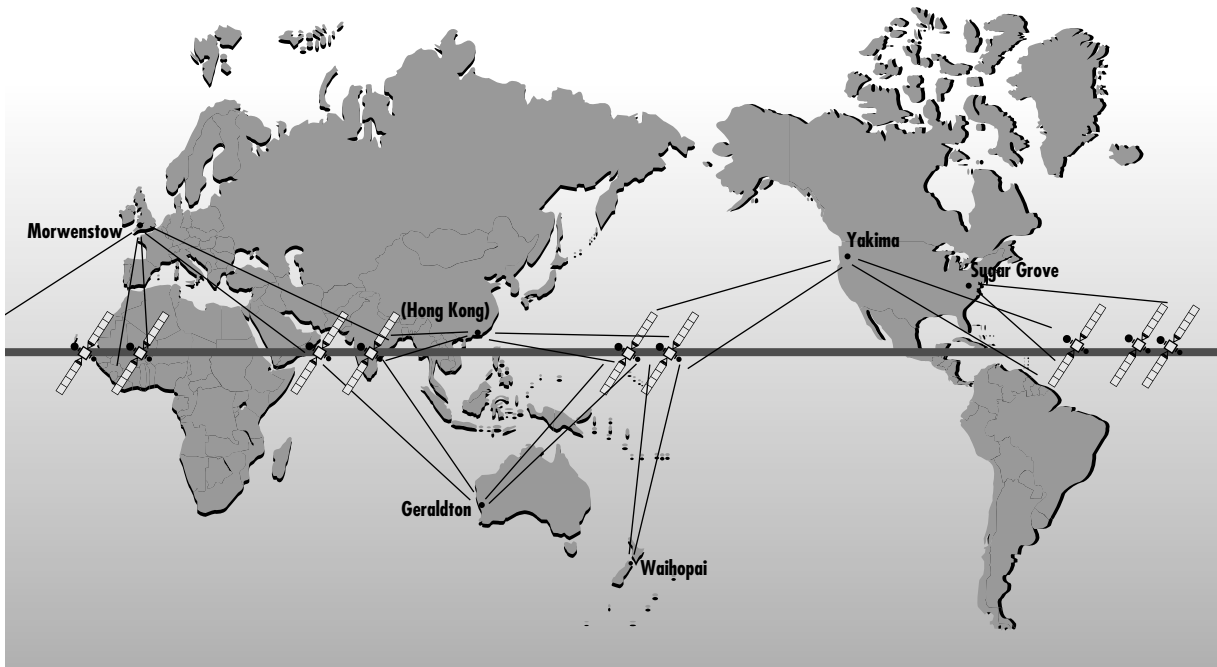 Morwenstow
Yakima
Sugar Grove
(Hong Kong)
Geraldton
Waihopai